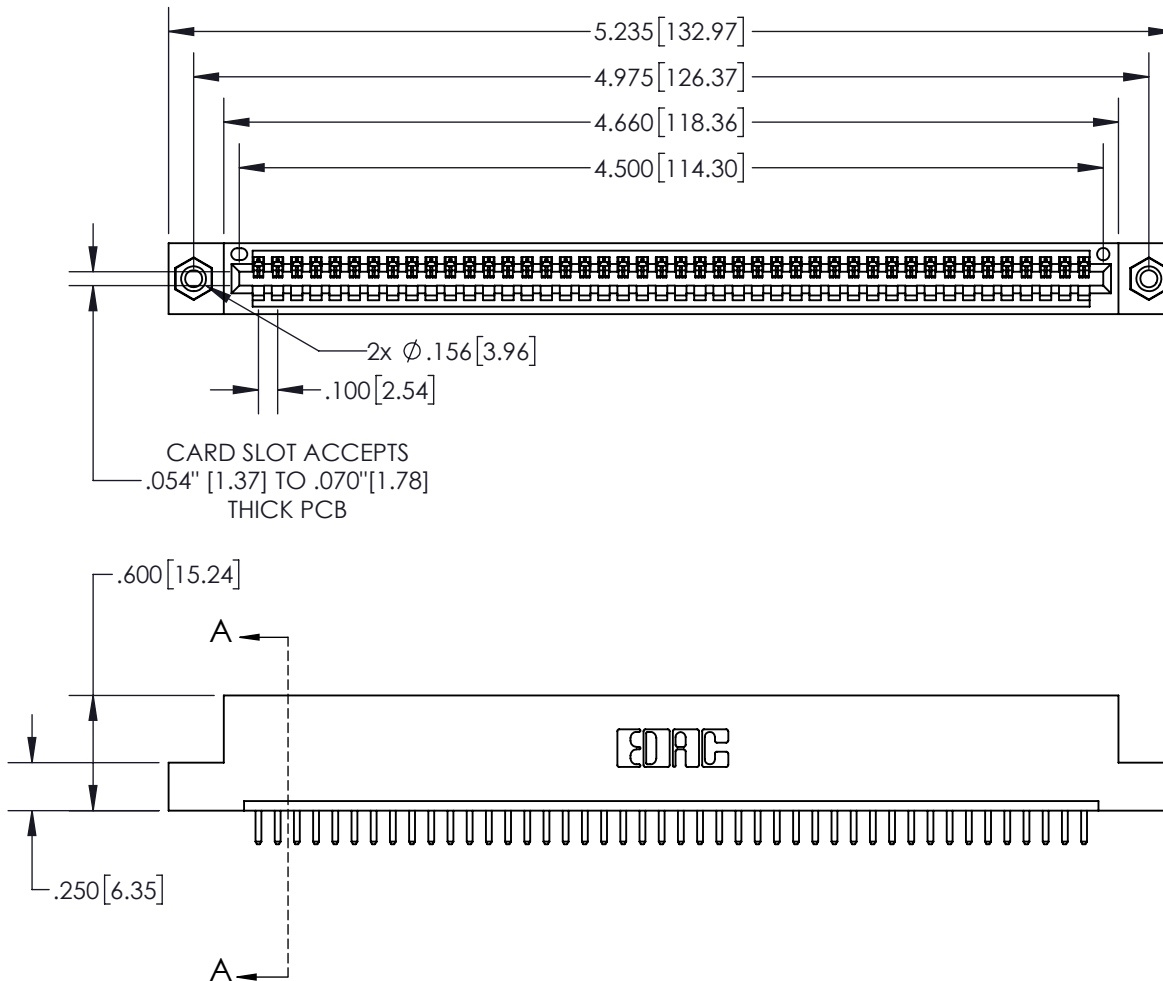 5.235[132.97]
4.975[126.37]
4.660[118.36]
4.500[114.30]
2x Ø.156[3.96]
.100[2.54]
CARD SLOT ACCEPTS
.054" [1.37] TO .070"[1.78]
THICK PCB
.600[15.24]
A
EDAC
.250[6.35]
A